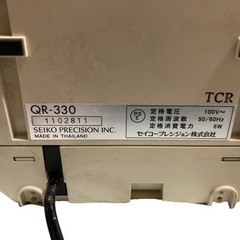 TCR
QR-330
1102811
SEIKO PRECISION INC.
MADE IN THAILAND
定格電圧 100V~
定格周波数 50/60Hz
定格消費電力 6W
セイコープレシジョン株式会社